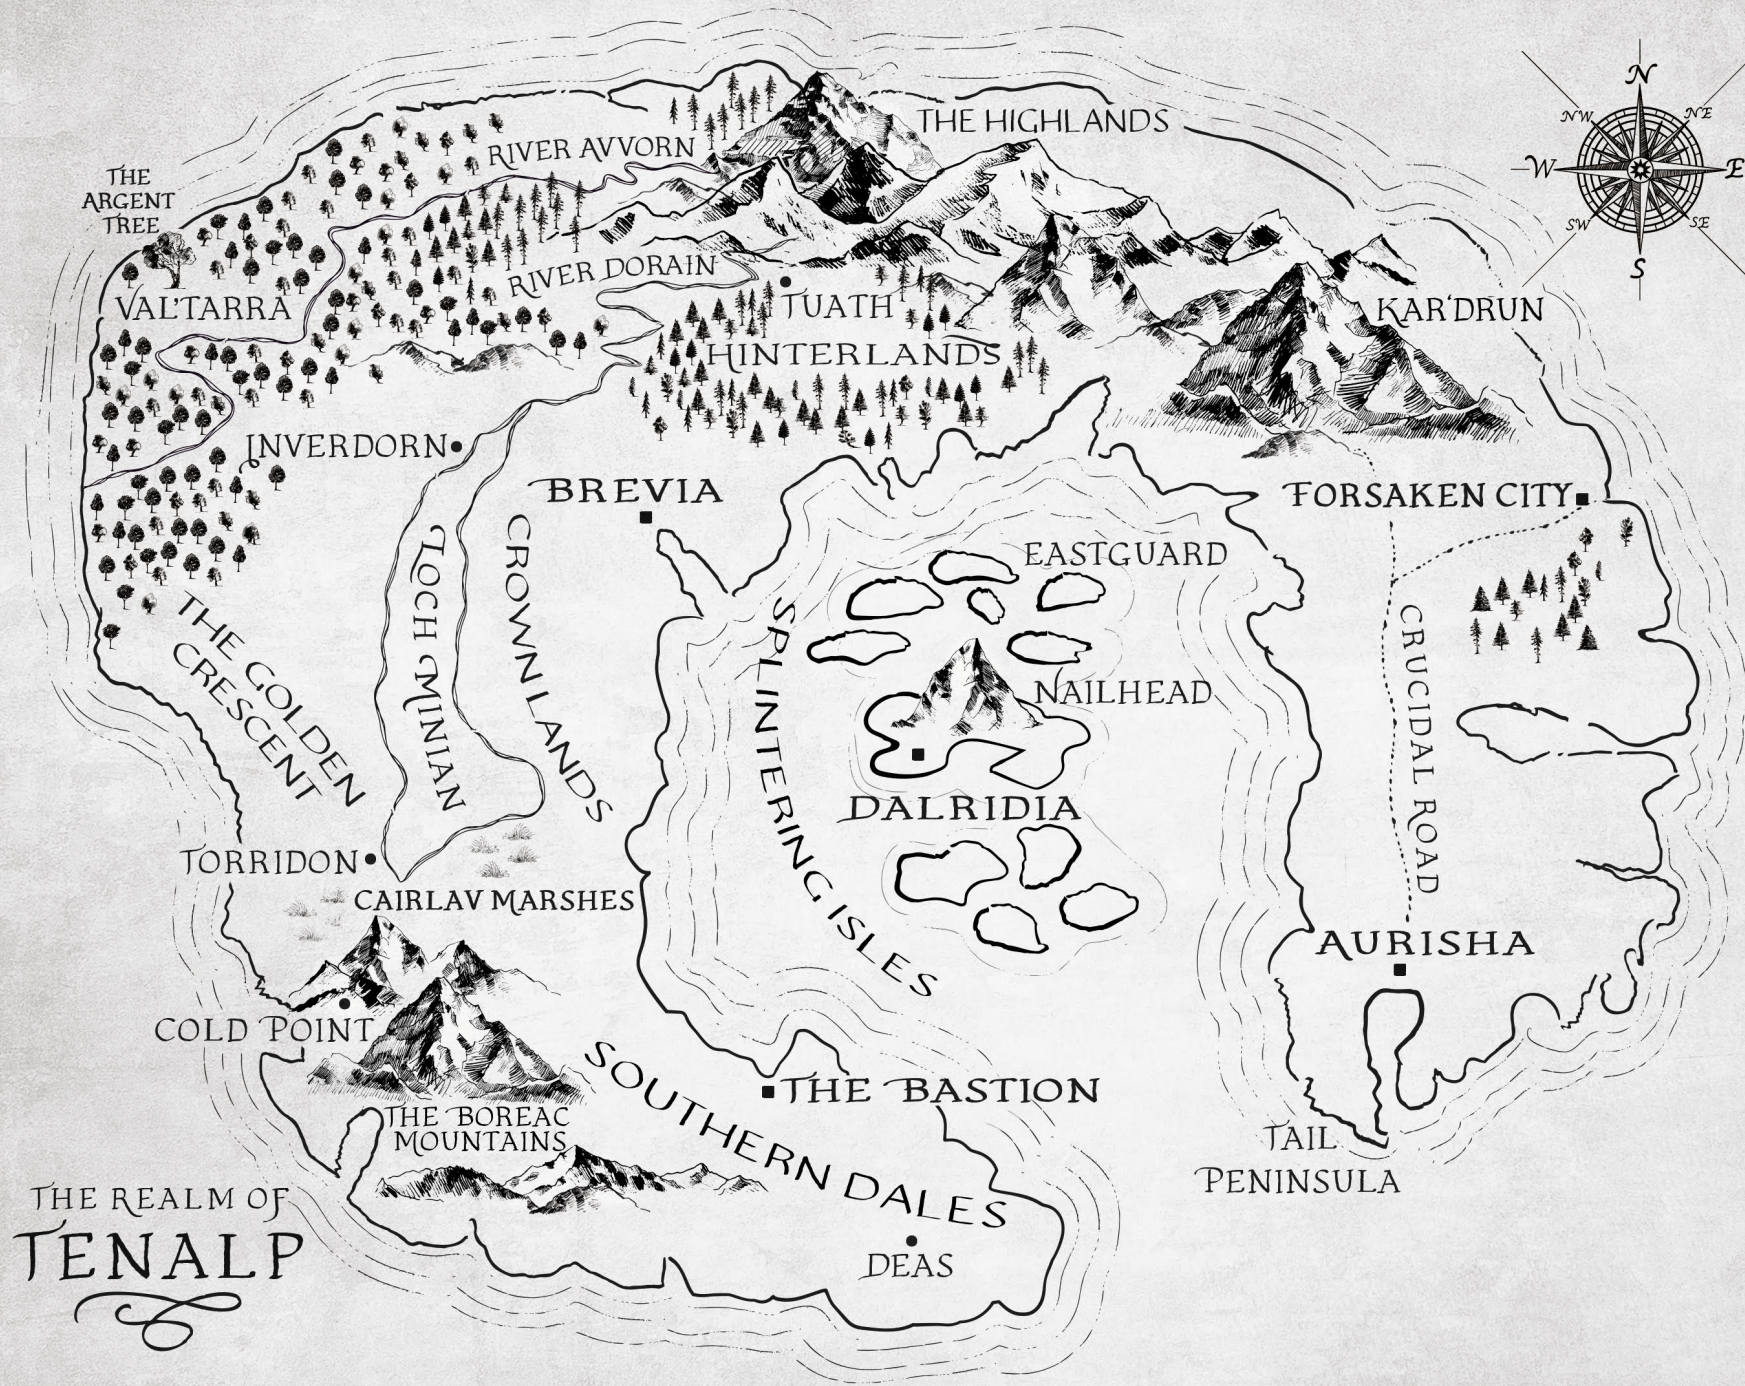 N
NW
NE
W
E
SW
SE
S
THE HIGHLANDS
RIVER AVVORN
THE
ARGENT
TREE
VAL'TARRA
RIVER DORAIN
TUATH
HINTERLANDS
KAR'DRUN
INVERDORN
BREVIA
FORSAKEN CITY
LOCH MINIAN
CROWN LANDS
EASTGUARD
SPLINTERING ISLES
NAILHEAD
DALRIDIA
CRUCIDAL ROAD
THE GOLDEN
CRESCENT
TORRIDON
CAIRLAV MARSHES
AURISHA
COLD POINT
SOUTHERN DALES
THE BASTION
THE BOREAC
MOUNTAINS
TAIL
PENINSULA
DEAS
THE REALM OF
TENALP